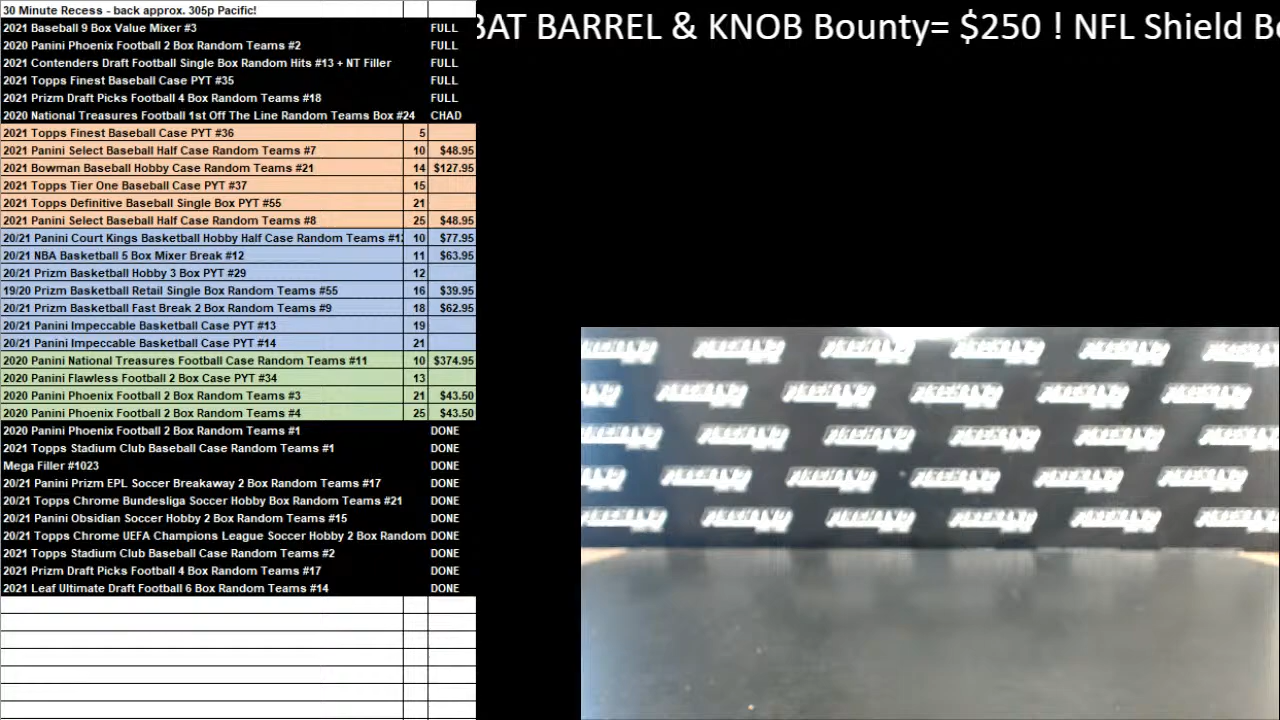 30 Minute Recess - back approx. 305p Pacific!
2021 Baseball 9 Box Value Mixer #3 FULL
2020 Panini Phoenix Football 2 Box Random Teams #2 FULL
2021 Contenders Draft Football Single Box Random Hits #13 + NT Filler FULL
2021 Topps Finest Baseball Case PYT #35 FULL
2021 Prizm Draft Picks Football 4 Box Random Teams #18 FULL
2020 National Treasures Football 1st Off The Line Random Teams Box #24 CHAD
2021 Topps Finest Baseball Case PYT #36 5
2021 Panini Select Baseball Half Case Random Teams #7 10 $48.95
2021 Bowman Baseball Hobby Case Random Teams #21 14 $127.95
2021 Topps Tier One Baseball Case PYT #37 15
2021 Topps Definitive Baseball Single Box PYT #55 21
2021 Panini Select Baseball Half Case Random Teams #8 25 $48.95
20/21 Panini Court Kings Basketball Hobby Half Case Random Teams 10 $77.95
20/21 NBA Basketball 5 Box Mixer Break #12 11 $63.95
20/21 Prizm Basketball Hobby 3 Box PYT #29 12
19/20 Prizm Basketball Retail Single Box Random Teams #55 16 $39.95
20/21 Prizm Basketball Fast Break 2 Box Random Teams #9 18 $62.95
20/21 Panini Impeccable Basketball Case PYT #13 19
20/21 Panini Impeccable Basketball Case PYT #14 21
2020 Panini National Treasures Football Case Random Teams #11 10 $374.95
2020 Panini Flawless Football 2 Box Case PYT #34 13
2020 Panini Phoenix Football 2 Box Random Teams #3 21 $43.50
2020 Panini Phoenix Football 2 Box Random Teams #4 25 $43.50
2020 Panini Phoenix Football 2 Box Random Teams #1 DONE
2021 Topps Stadium Club Baseball Case Random Teams #1 DONE
Mega Filler #1023 DONE
20/21 Panini Prizm EPL Soccer Breakaway 2 Box Random Teams #17 DONE
20/21 Topps Chrome Bundesliga Soccer Hobby Box Random Teams #21 DONE
20/21 Panini Obsidian Soccer Hobby 2 Box Random Teams #15 DONE
20/21 Topps Chrome UEFA Champions League Soccer Hobby 2 Box Random DONE
2021 Topps Stadium Club Baseball Case Random Teams #2 DONE
2021 Prizm Draft Picks Football 4 Box Random Teams #17 DONE
2021 Leaf Ultimate Draft Football 6 Box Random Teams #14 DONE
BAT BARREL & KNOB Bounty= $250 ! NFL Shield